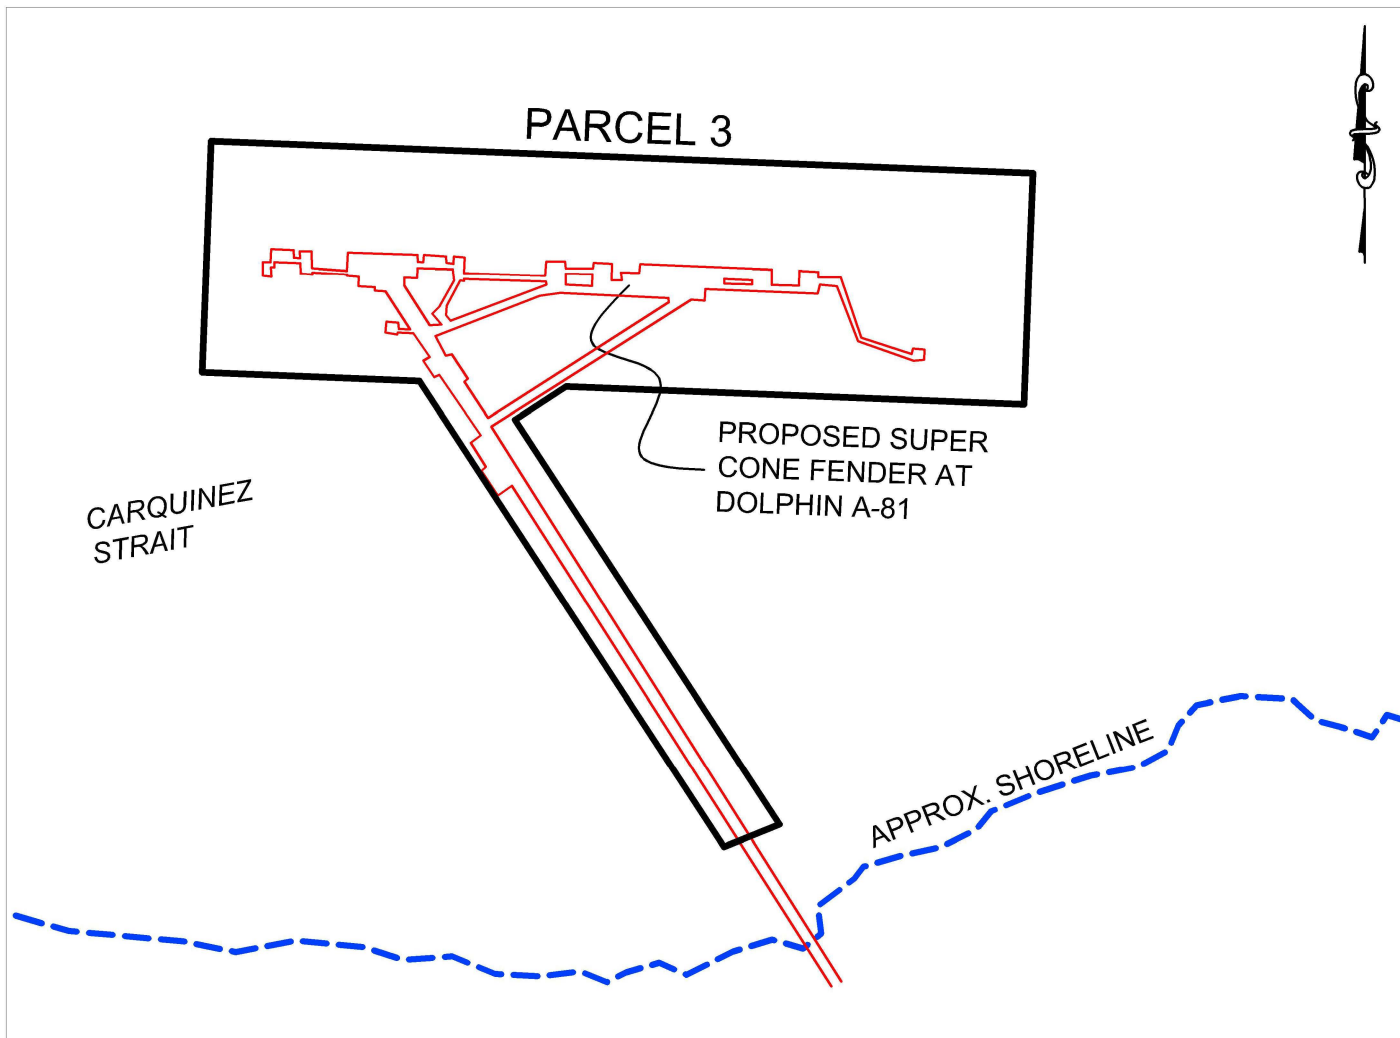 PARCEL 3
PROPOSED SUPER
CONE FENDER AT
DOLPHIN A-81
CARQUINEZ
STRAIT
APPROX. SHORELINE